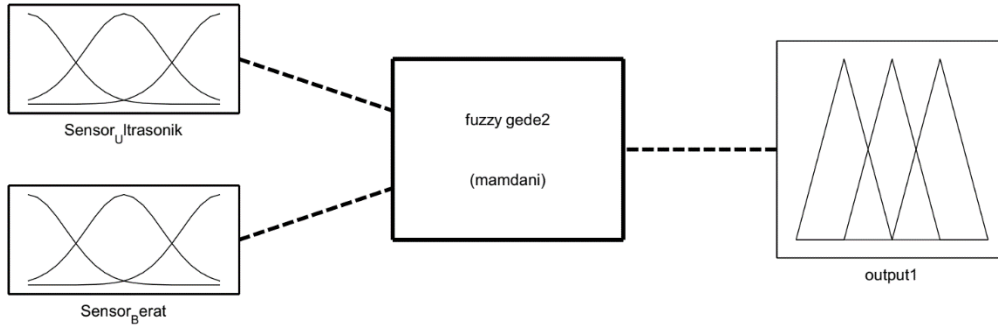 Sensor_Ultrasonik
fuzzy gede2
(mamdani)
Sensor_Berat
output1